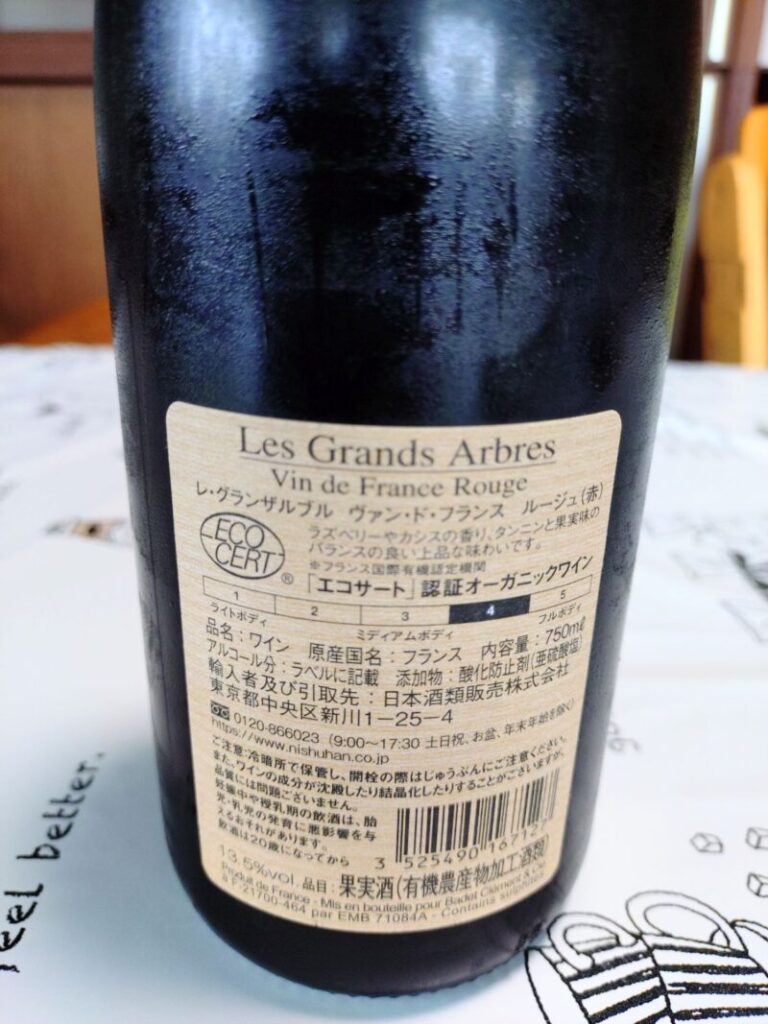 Les Grands Arbres
Vin de France Rouge
レ・グランザルブル ヴァン・ド・フランス ルージュ(赤)
ECO
CERT
®
ラズベリーやカシスの香り、タンニンと果実味の
バランスの良い上品な味わいです。
※フランス国際有機認定機関
「エコサート」認証オーガニックワイン
1 2 3 4 5
ライトボディ ミディアムボディ フルボディ
品名:ワイン 原産国名:フランス 内容量:750mℓ
アルコール分:ラベルに記載 添加物:酸化防止剤(亜硫酸塩)
輸入者及び引取先:日本酒類販売株式会社
東京都中央区新川1-25-4
0120-866023 (9:00~17:30 土日祝、お盆、年末年始を除く)
https://www.nishuhan.co.jp
ご注意:冷暗所で保管し、開栓の際はじゅうぶんにご注意ください。
また、ワインの成分が沈殿したり結晶化したりすることがございますが、
品質には問題ございません。
妊娠中や授乳期の飲酒は、胎
児・乳児の発育に悪影響を与
えるおそれがあります。
飲酒は20歳になってから
3 525490 16712
13.5%vol. 品目:果実酒(有機農産物加工酒類)
Produit de France - Mis en bouteille pour Badet Clément & Co
à F-21700-464 par EMB 71084A - Contains sulphites
feel better.